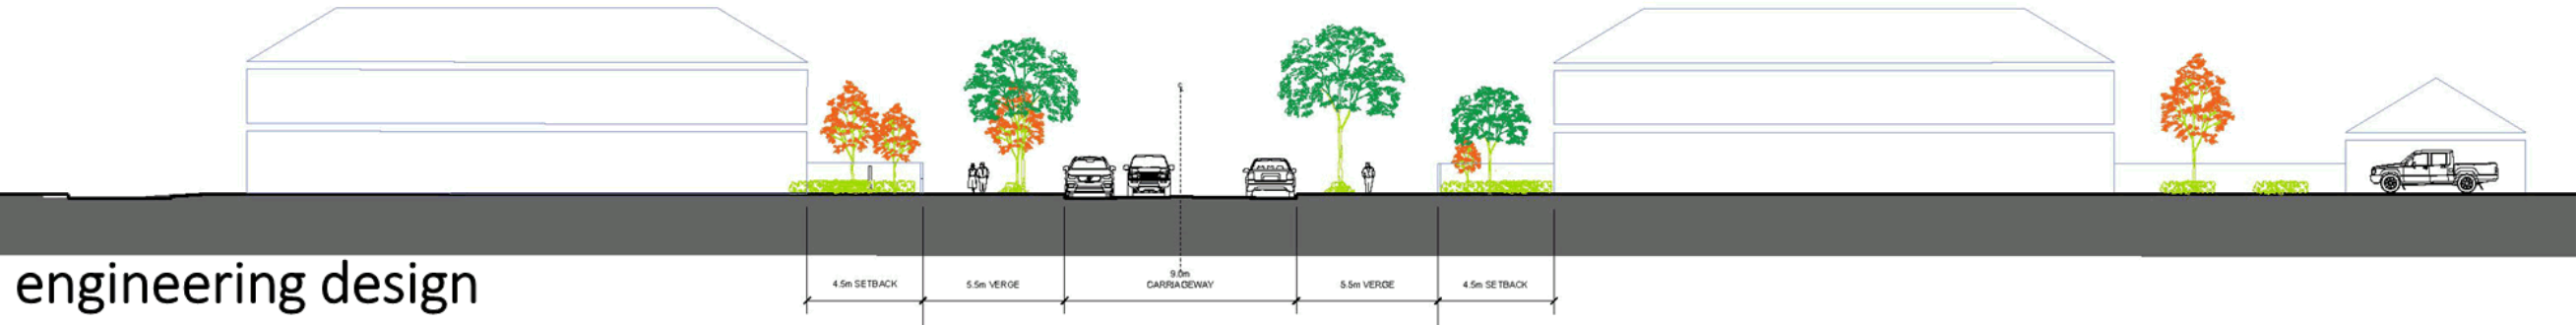 ℄
4.5m SETBACK
5.5m VERGE
9.0m
CARRIAGEWAY
5.5m VERGE
4.5m SETBACK
engineering design